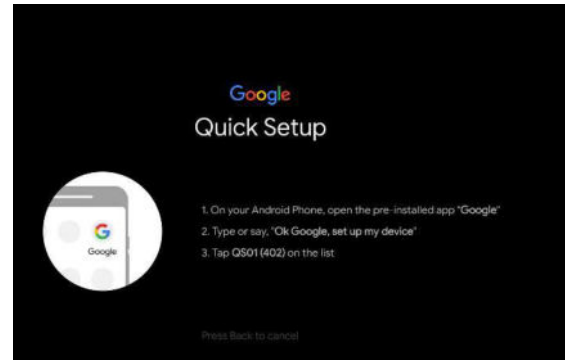 Google
Quick Setup
G
Google
1. On your Android Phone, open the pre-installed app "Google"
2. Type or say, "Ok Google, set up my device"
3. Tap QS01 (402) on the list
Press Back to cancel